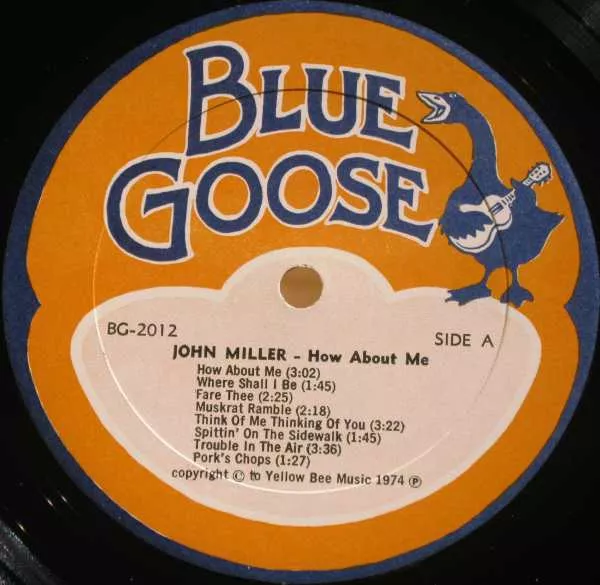 BLUE
GOOSE
BG-2012
SIDE A
JOHN MILLER - How About Me
How About Me (3:02)
Where Shall I Be (1:45)
Fare Thee (2:25)
Muskrat Ramble (2:18)
Think Of Me Thinking Of You (3:22)
Spittin' On The Sidewalk (1:45)
Trouble In The Air (3:36)
Pork's Chops (1:27)
copyright © to Yellow Bee Music 1974 ℗